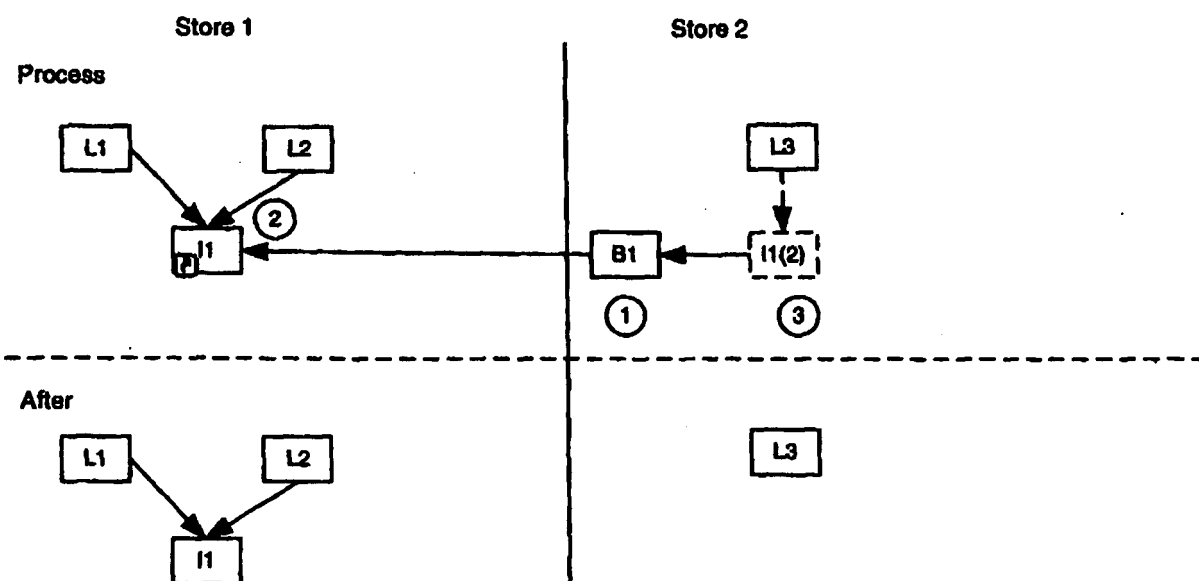 Store 1 Store 2
Process
L1 L2 L3
2
I1 B1 I1(2)
1 3
After
L1 L2 L3
I1